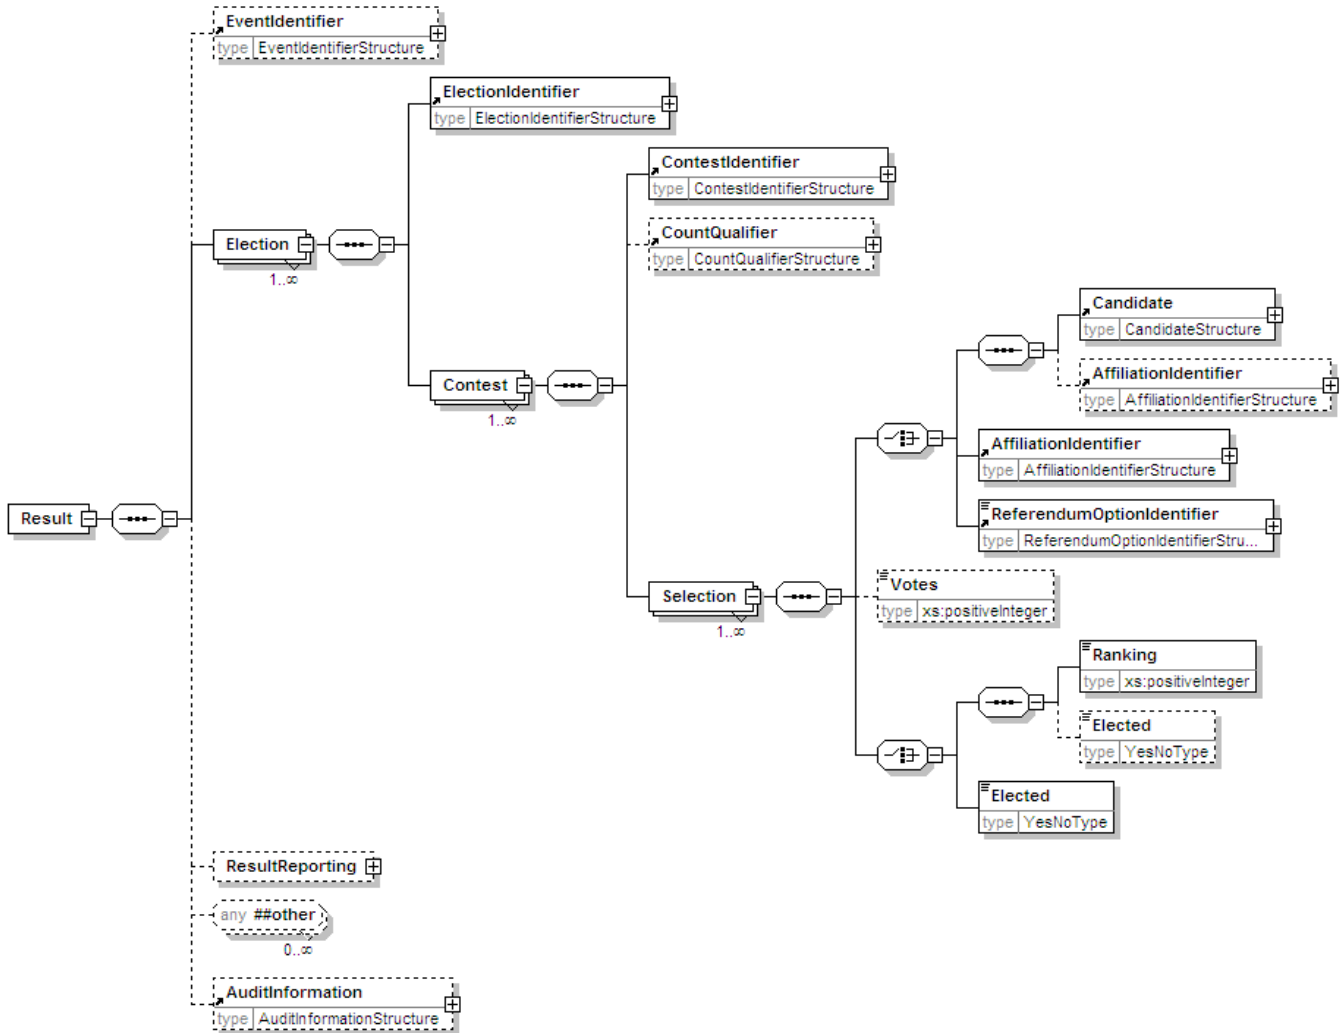 EventIdentifier
type EventIdentifierStructure
ElectionIdentifier
type ElectionIdentifierStructure
ContestIdentifier
type ContestIdentifierStructure
CountQualifier
type CountQualifierStructure
Election
1..∞
Candidate
type CandidateStructure
AffiliationIdentifier
type AffiliationIdentifierStructure
Contest
1..∞
AffiliationIdentifier
type AffiliationIdentifierStructure
ReferendumOptionIdentifier
type ReferendumOptionIdentifierStru...
Result
Votes
type xs:positiveInteger
Selection
1..∞
Ranking
type xs:positiveInteger
Elected
type YesNoType
Elected
type YesNoType
ResultReporting
any ##other
0..∞
AuditInformation
type AuditInformationStructure